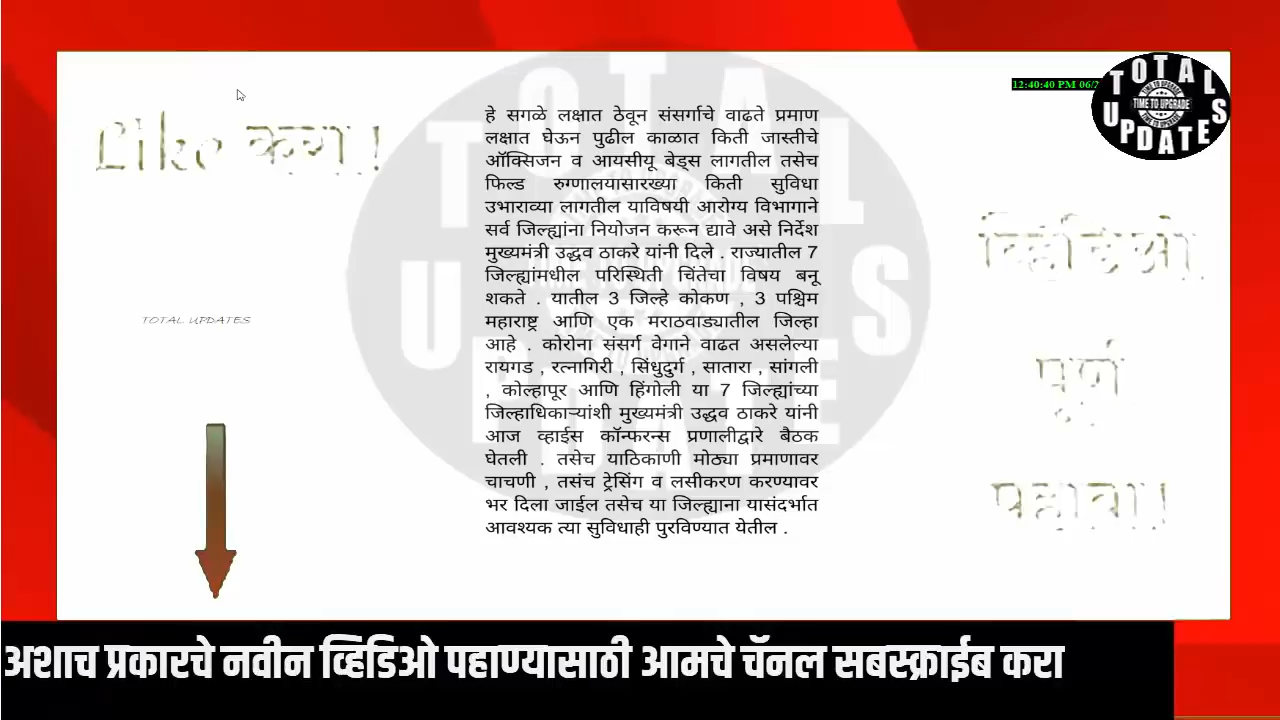 12:40:40 PM 06/2
TOTAL
TIME TO UPGRADE
UPDATES
Like करा !
हे सगळे लक्षात ठेवून संसर्गाचे वाढते प्रमाण
लक्षात घेऊन पुढील काळात किती जास्तीचे
ऑक्सिजन व आयसीयू बेड्स लागतील तसेच
फिल्ड रुग्णालयासारख्या किती सुविधा
उभाराव्या लागतील याविषयी आरोग्य विभागाने
सर्व जिल्ह्यांना नियोजन करून द्यावे असे निर्देश
मुख्यमंत्री उद्धव ठाकरे यांनी दिले . राज्यातील 7
जिल्ह्यांमधील परिस्थिती चिंतेचा विषय बनू
शकते . यातील 3 जिल्हे कोकण , 3 पश्चिम
महाराष्ट्र आणि एक मराठवाड्यातील जिल्हा
आहे . कोरोना संसर्ग वेगाने वाढत असलेल्या
रायगड , रत्नागिरी , सिंधुदुर्ग , सातारा , सांगली
, कोल्हापूर आणि हिंगोली या 7 जिल्ह्यांच्या
जिल्हाधिकाऱ्यांशी मुख्यमंत्री उद्धव ठाकरे यांनी
आज व्हाईस कॉन्फरन्स प्रणालीद्वारे बैठक
घेतली . तसेच याठिकाणी मोठ्या प्रमाणावर
चाचणी , तसंच ट्रेसिंग व लसीकरण करण्यावर
भर दिला जाईल तसेच या जिल्ह्याना यासंदर्भात
आवश्यक त्या सुविधाही पुरविण्यात येतील .
TOTAL UPDATES
व्हिडिओ
पुर्ण
पहावा !
अशाच प्रकारचे नवीन व्हिडिओ पहाण्यासाठी आमचे चॅनल सबस्क्राईब करा